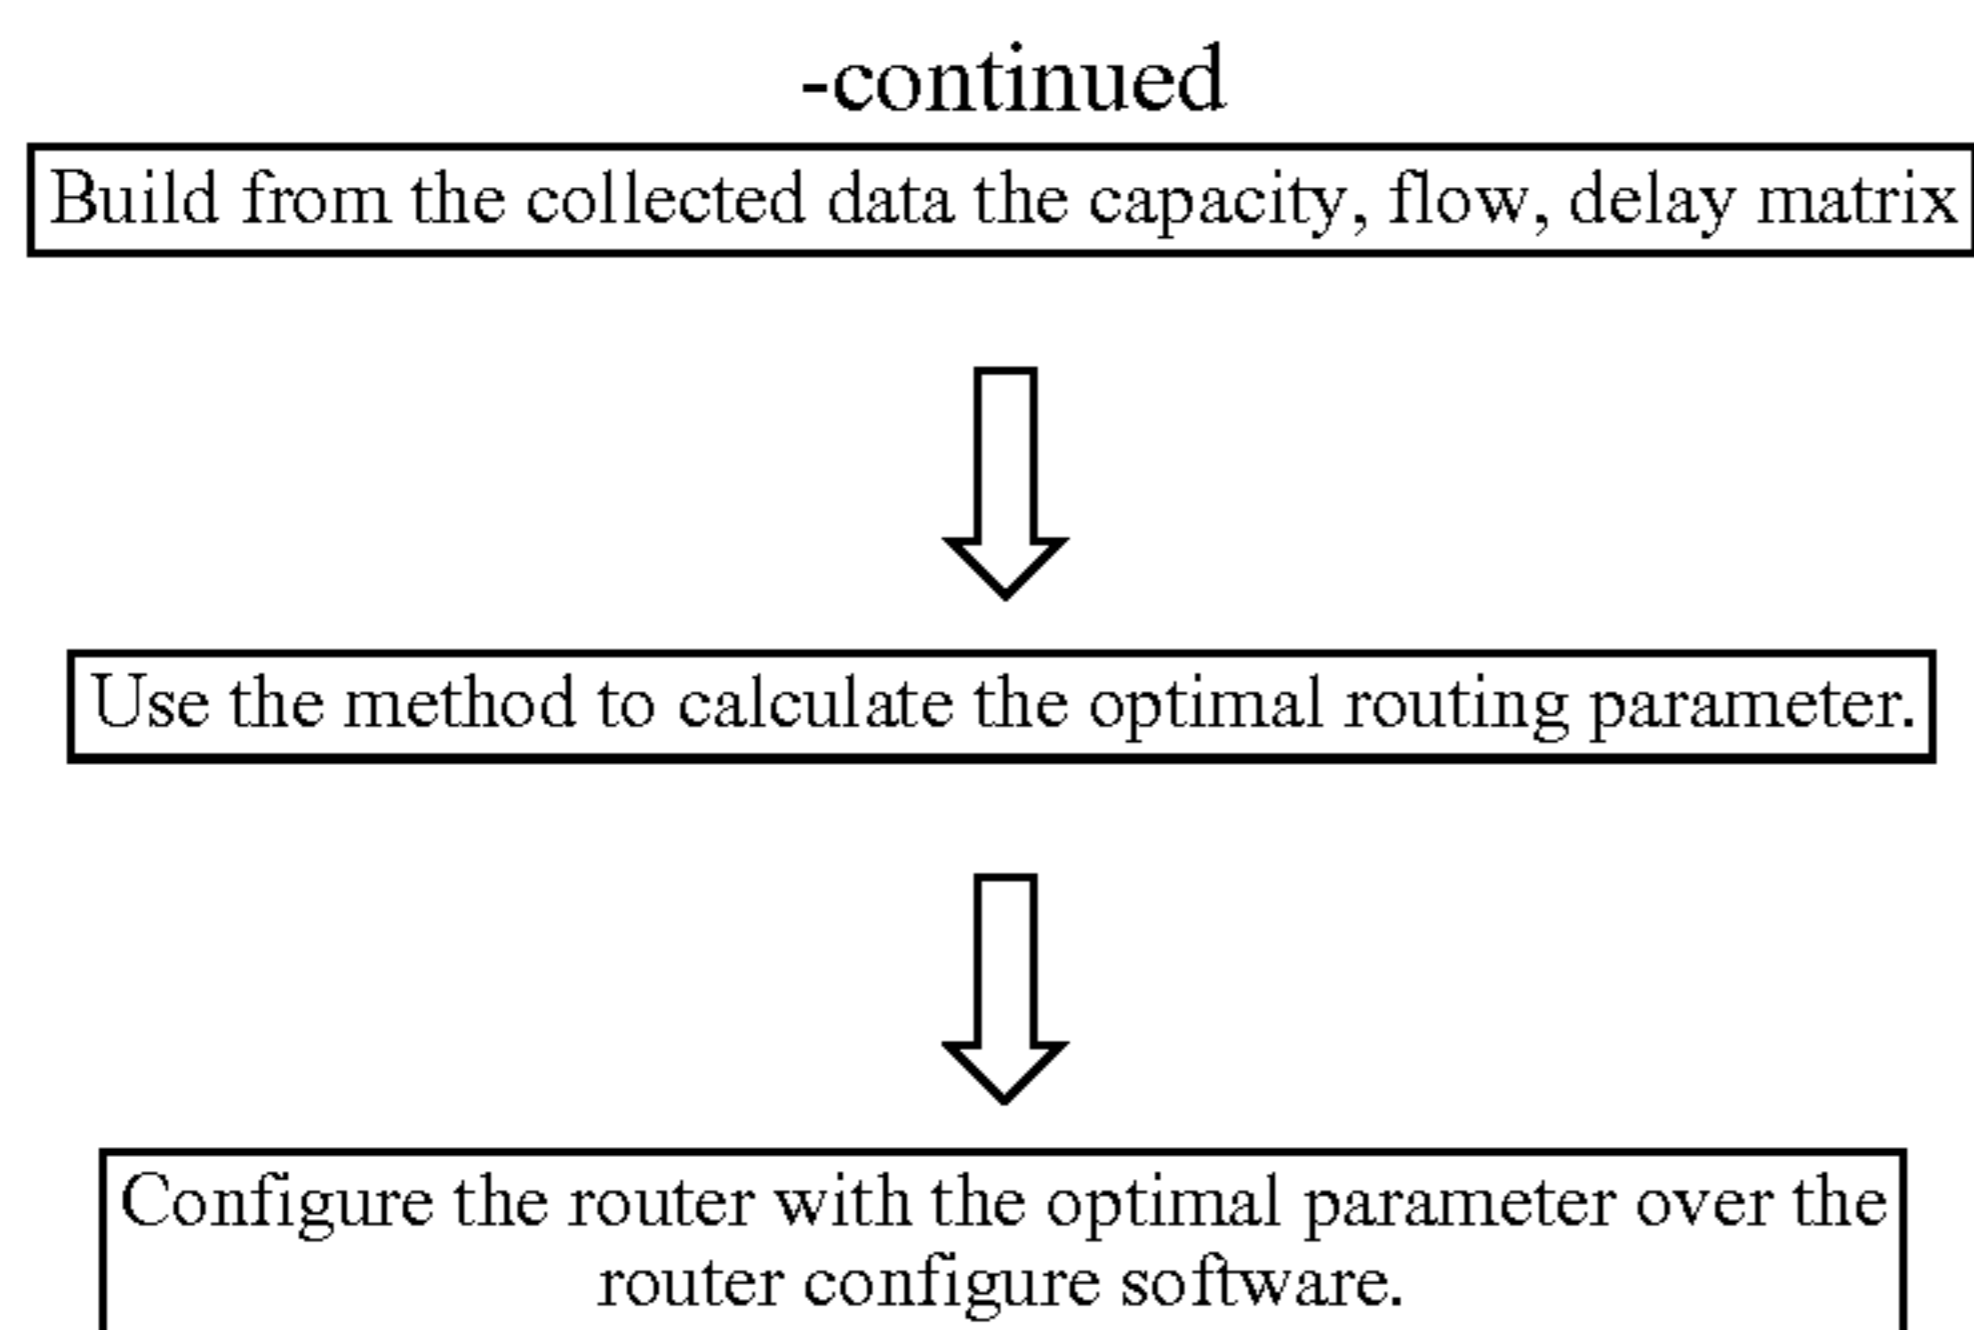 -continued
Build from the collected data the capacity, flow, delay matrix
Use the method to calculate the optimal routing parameter.
Configure the router with the optimal parameter over the
router configure software.